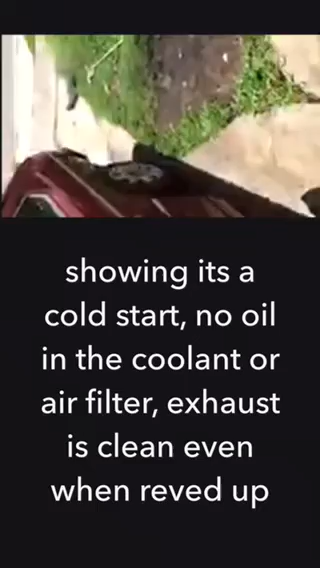 showing its a
cold start, no oil
in the coolant or
air filter, exhaust
is clean even
when reved up